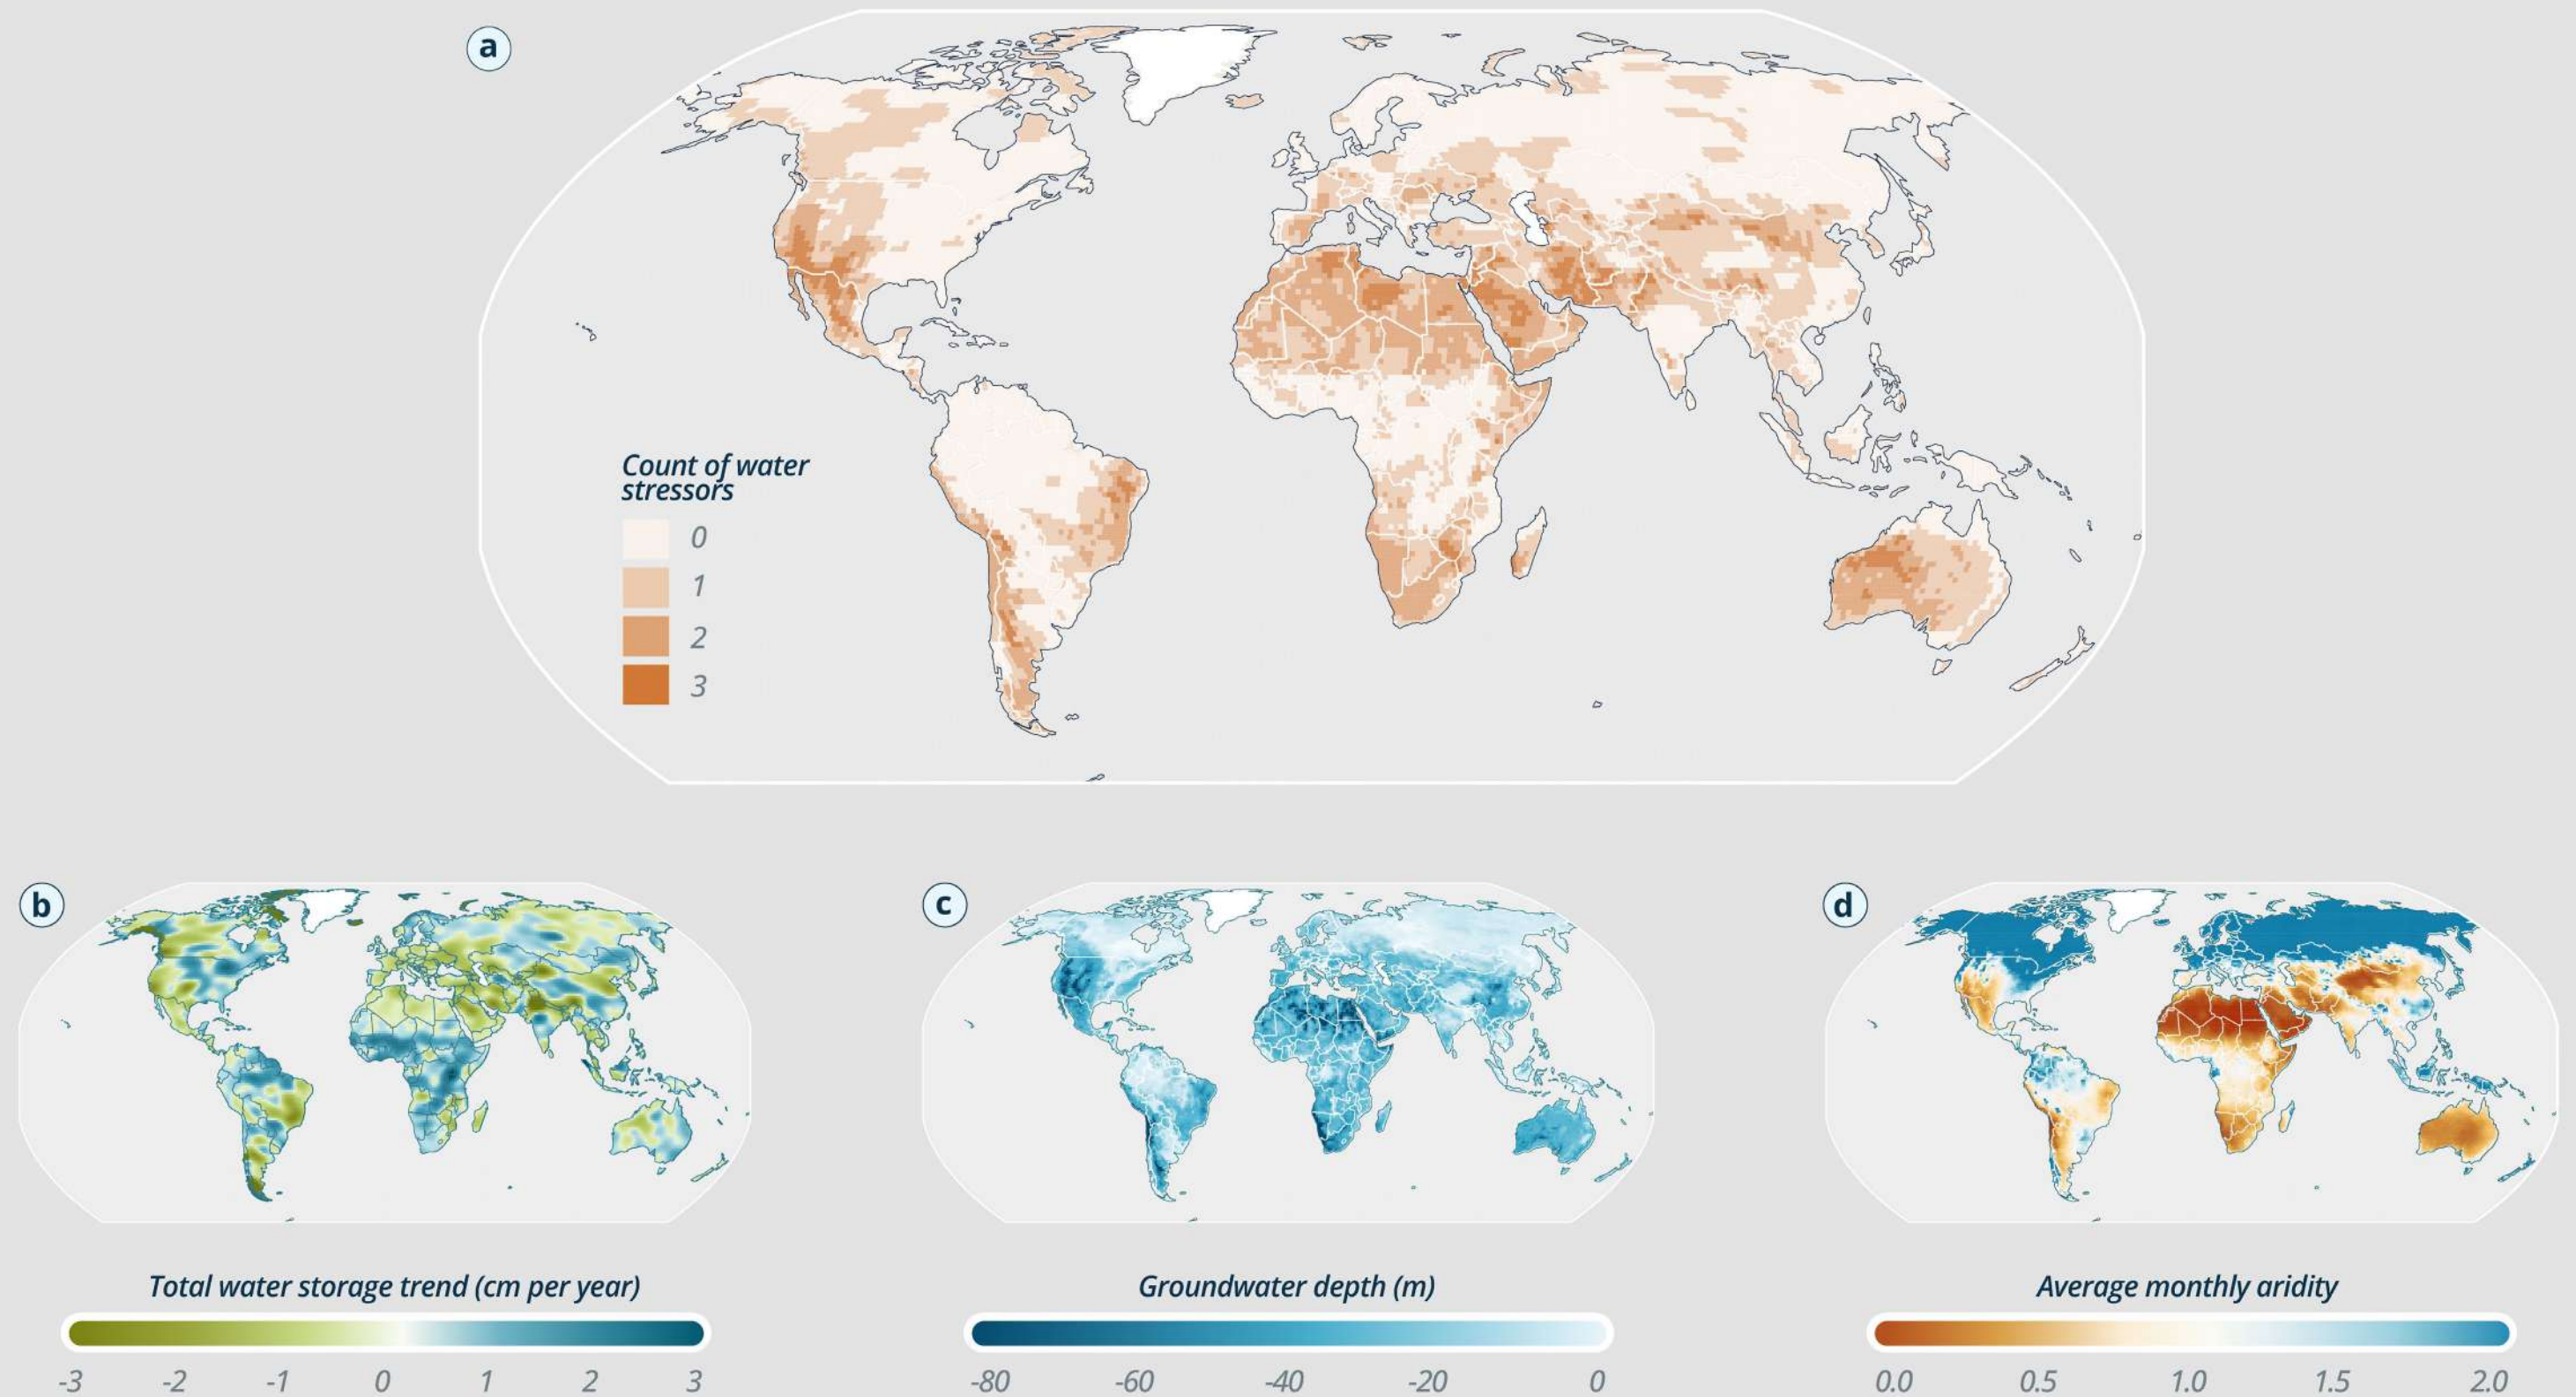 a
Count of water
stressors
0
1
2
3
b
c
d
Total water storage trend (cm per year)
-3 -2 -1 0 1 2 3
Groundwater depth (m)
-80 -60 -40 -20 0
Average monthly aridity
0.0 0.5 1.0 1.5 2.0